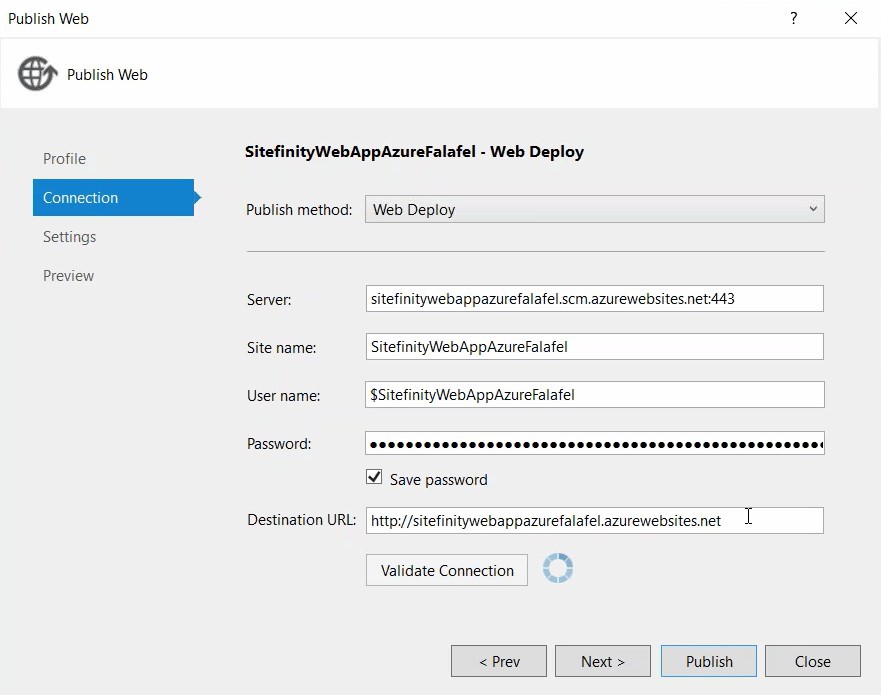 Publish Web
?
Publish Web
SitefinityWebAppAzureFalafel - Web Deploy
Profile
Connection
Settings
Preview
Publish method: Web Deploy
Server: sitefinitywebappazurefalafel.scm.azurewebsites.net:443
Site name: SitefinityWebAppAzureFalafel
User name: $SitefinityWebAppAzureFalafel
Password: ●●●●●●●●●●●●●●●●●●●●●●●●●●●●●●●●●●●●●●●●●●●●●●●●●●●
Save password
Destination URL: http://sitefinitywebappazurefalafel.azurewebsites.net
Validate Connection
< Prev Next > Publish Close